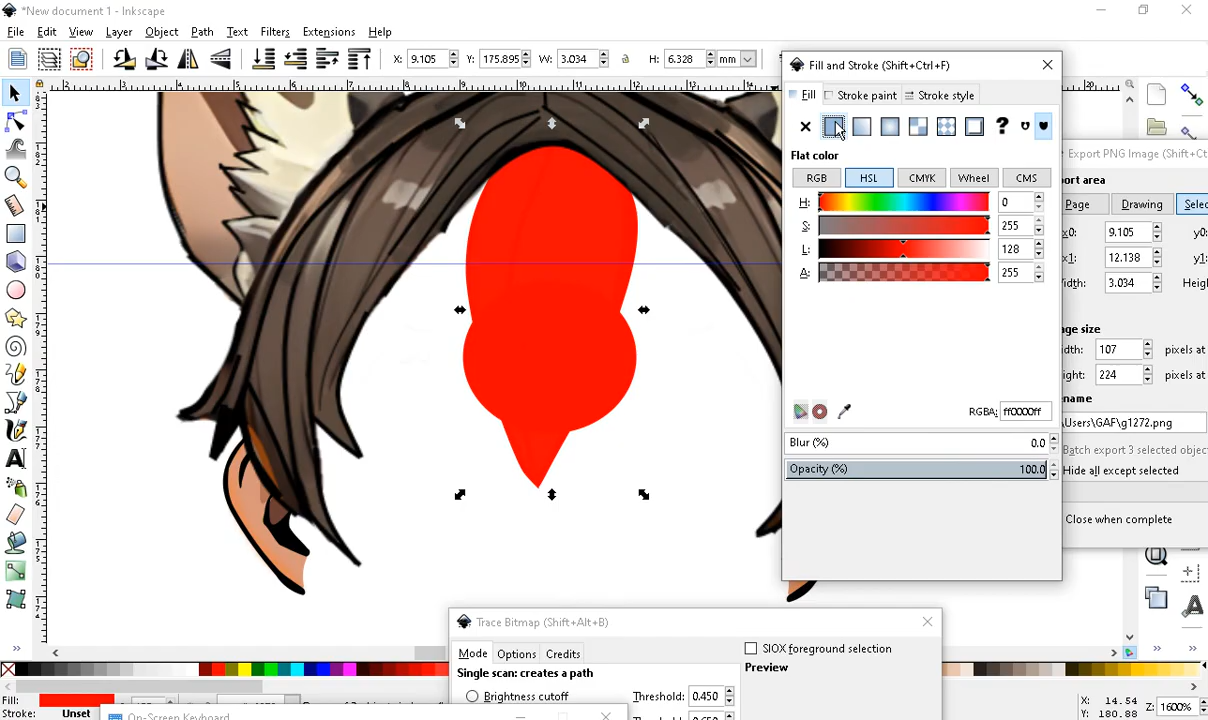 *New document 1 - Inkscape
File Edit View Layer Object Path Text Filters Extensions Help
X: 9.105 Y: 175.895 W: 3.034 H: 6.328 mm
Fill and Stroke (Shift+Ctrl+F)
Fill Stroke paint Stroke style
Flat color
RGB HSL CMYK Wheel CMS
H: 0
S: 255
L: 128
A: 255
RGBA: ff0000ff
Blur (%) 0.0
Opacity (%) 100.0
Export PNG Image (Shift+Ct
ort area
Page Drawing Selec
x0: 9.105 y0:
x1: 12.138 y1:
idth: 3.034 Heig
age size
idth: 107 pixels at
ight: 224 pixels at
ename
\Users\GAF\g1272.png
Batch export 3 selected objec
Hide all except selected
Close when complete
Trace Bitmap (Shift+Alt+B)
Mode Options Credits
SIOX foreground selection
Single scan: creates a path
Preview
Brightness cutoff Threshold: 0.450
Fill:
Stroke: Unset
On-Screen Keyboard
X: 14.54
Y: 180.88
Z: 1600%